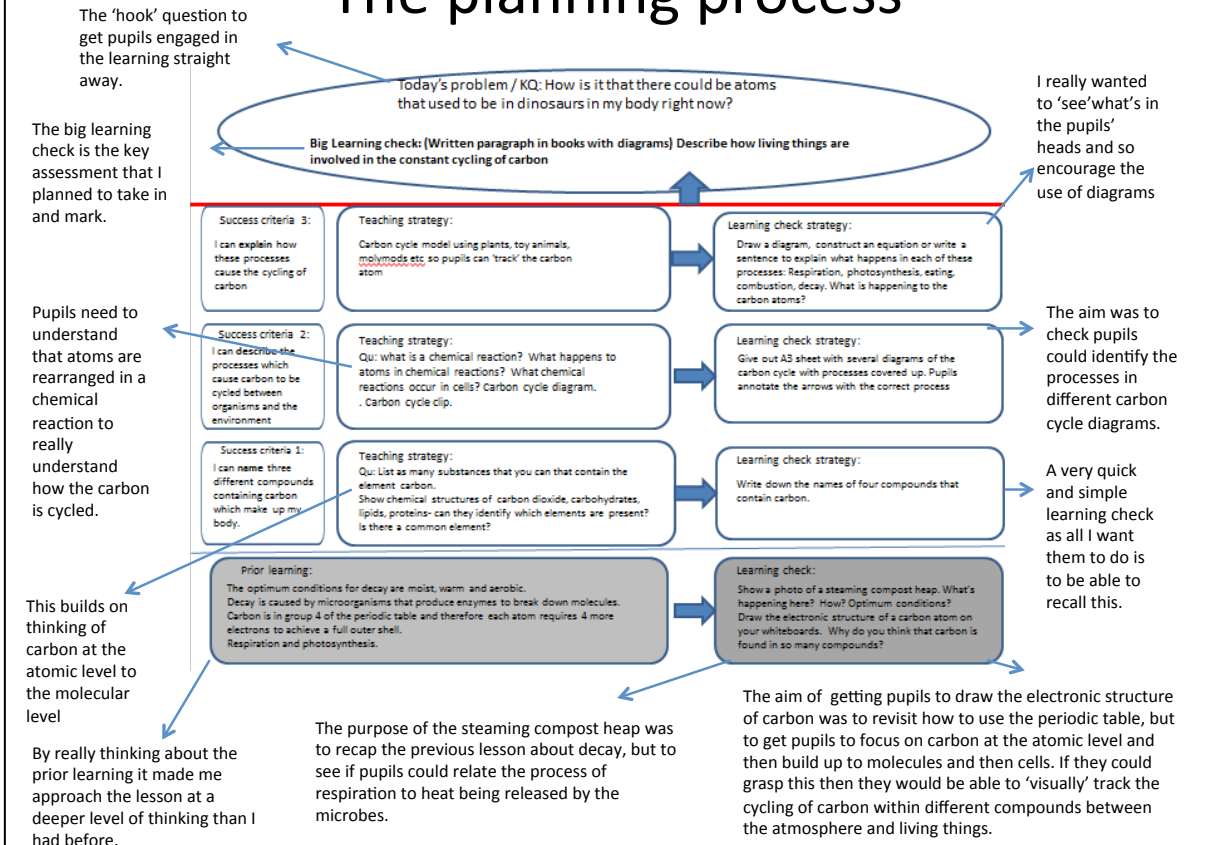 The planning process
The ‘hook’ question to
get pupils engaged in
the learning straight
away.
Today's problem / KQ: How is it that there could be atoms
that used to be in dinosaurs in my body right now?
Big Learning check: (Written paragraph in books with diagrams) Describe how living things are
involved in the constant cycling of carbon
I really wanted
to ‘see’what’s in
the pupils’
heads and so
encourage the
use of diagrams
The big learning
check is the key
assessment that I
planned to take in
and mark.
Success criteria 3:
I can explain how
these processes
cause the cycling of
carbon
Teaching strategy:
Carbon cycle model using plants, toy animals,
molymods etc so pupils can 'track' the carbon
atom
Learning check strategy:
Draw a diagram, construct an equation or write a
sentence to explain what happens in each of these
processes: Respiration, photosynthesis, eating,
combustion, decay. What is happening to the
carbon atoms?
Pupils need to
understand
that atoms are
rearranged in a
chemical
reaction to
really
understand
how the carbon
is cycled.
Success criteria 2:
I can describe the
processes which
cause carbon to be
cycled between
organisms and the
environment
Teaching strategy:
Qu: what is a chemical reaction? What happens to
atoms in chemical reactions? What chemical
reactions occur in cells? Carbon cycle diagram.
. Carbon cycle clip.
Learning check strategy:
Give out A3 sheet with several diagrams of the
carbon cycle with processes covered up. Pupils
annotate the arrows with the correct process
The aim was to
check pupils
could identify the
processes in
different carbon
cycle diagrams.
Success criteria 1:
I can name three
different compounds
containing carbon
which make up my
body.
Teaching strategy:
Qu: List as many substances that you can that contain the
element carbon.
Show chemical structures of carbon dioxide, carbohydrates,
lipids, proteins- can they identify which elements are present?
Is there a common element?
Learning check strategy:
Write down the names of four compounds that
contain carbon.
A very quick
and simple
learning check
as all I want
them to do is
to be able to
recall this.
Prior learning:
The optimum conditions for decay are moist, warm and aerobic.
Decay is caused by microorganisms that produce enzymes to break down molecules.
Carbon is in group 4 of the periodic table and therefore each atom requires 4 more
electrons to achieve a full outer shell.
Respiration and photosynthesis.
Learning check:
Show a photo of a steaming compost heap. What's
happening here? How? Optimum conditions?
Draw the electronic structure of a carbon atom on
your whiteboards. Why do you think that carbon is
found in so many compounds?
This builds on
thinking of
carbon at the
atomic level to
the molecular
level
By really thinking about the
prior learning it made me
approach the lesson at a
deeper level of thinking than I
had before.
The purpose of the steaming compost heap was
to recap the previous lesson about decay, but to
see if pupils could relate the process of
respiration to heat being released by the
microbes.
The aim of getting pupils to draw the electronic structure
of carbon was to revisit how to use the periodic table, but
to get pupils to focus on carbon at the atomic level and
then build up to molecules and then cells. If they could
grasp this then they would be able to ‘visually’ track the
cycling of carbon within different compounds between
the atmosphere and living things.